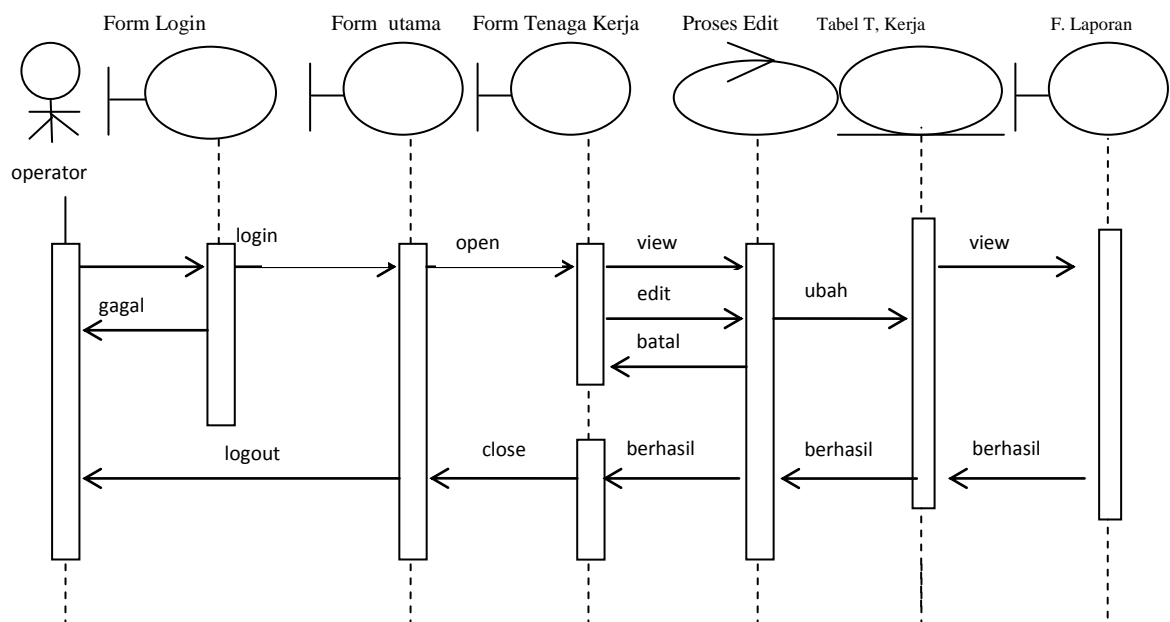 Form Login
Form utama
Form Tenaga Kerja
Proses Edit
Tabel T, Kerja
F. Laporan
operator
login
open
view
view
gagal
edit
ubah
batal
logout
close
berhasil
berhasil
berhasil